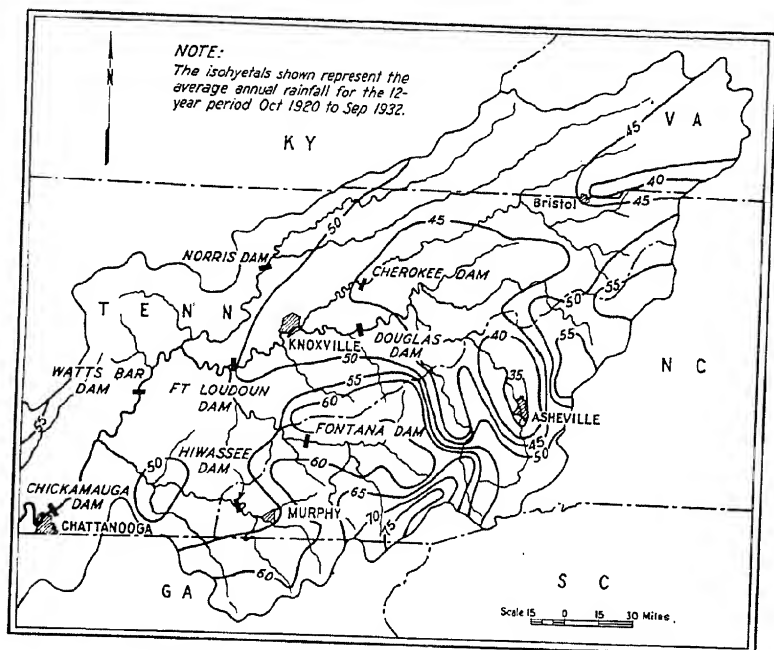 NOTE:
The isohyetals shown represent the
average annual rainfall for the 12-
year period Oct 1920 to Sep 1932.
N
K Y
V A
45
40
Bristol
45
50
45
NORRIS DAM
CHEROKEE DAM
T E N N
55
50
55
KNOXVILLE
DOUGLAS
DAM
40
N C
WATTS BAR
DAM
FT LOUDOUN
DAM
50
55
35
60
ASHEVILLE
55
FONTANA DAM
45
50
HIWASSEE
DAM
50
60
65
CHICKAMAUGA
DAM
MURPHY
70
75
CHATTANOOGA
G A
60
S C
Scale 15 0 15 30 Miles.